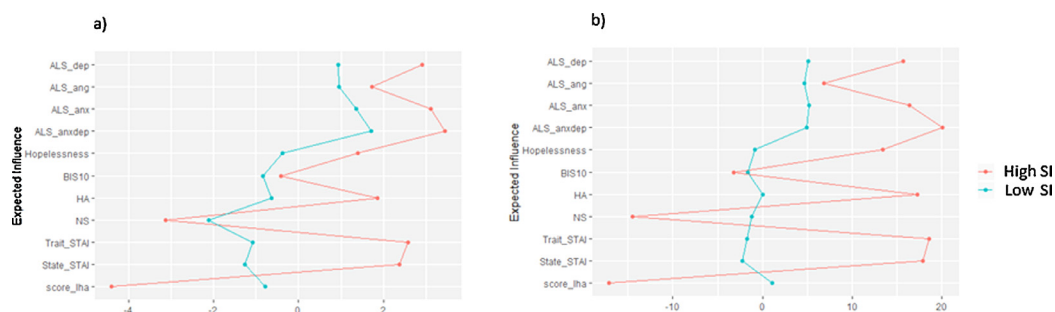 a)
Expected Influence
ALS_dep
ALS_ang
ALS_anx
ALS_anxdep
Hopelessness
BIS10
HA
NS
Trait_STAI
State_STAI
score_lha
-4
-2
0
2
b)
Expected Influence
ALS_dep
ALS_ang
ALS_anx
ALS_anxdep
Hopelessness
BIS10
HA
NS
Trait_STAI
State_STAI
score_lha
-10
0
10
20
High SI
Low SI